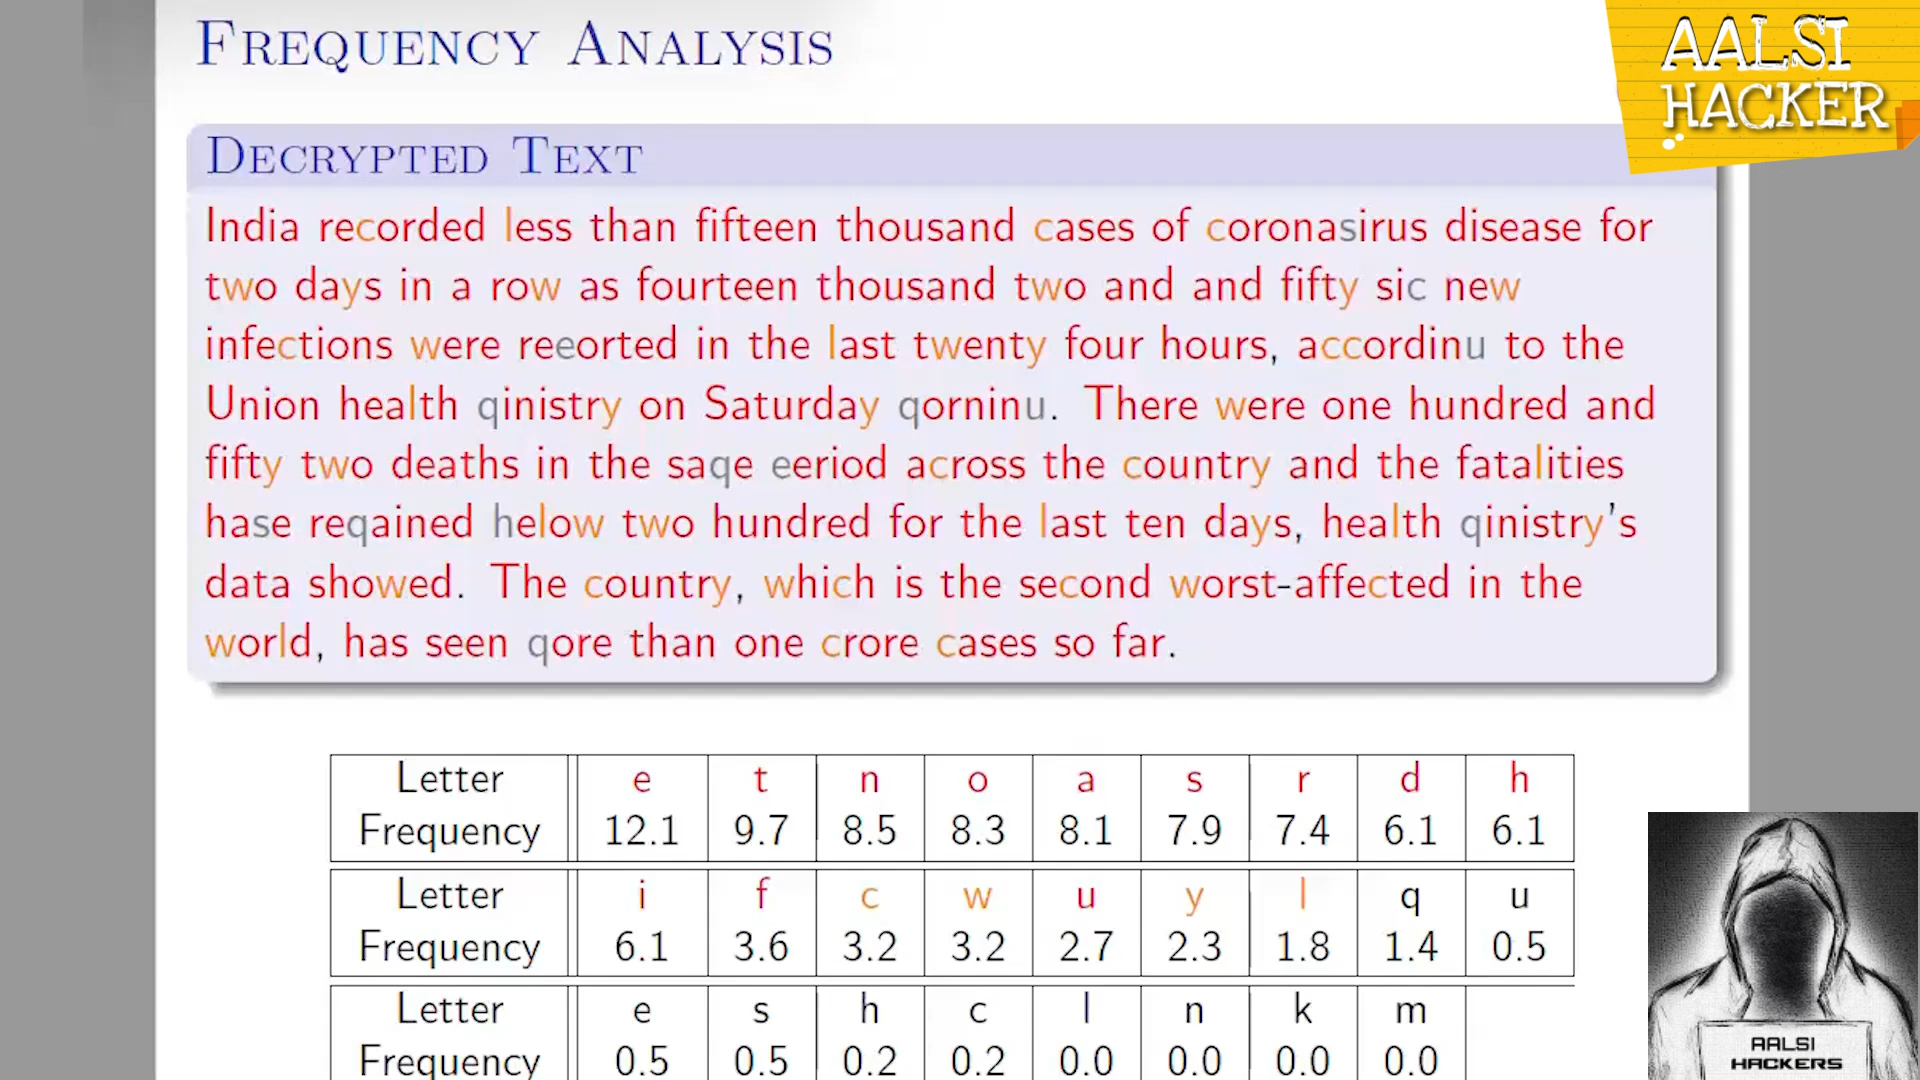 FREQUENCY ANALYSIS
AALSI
HACKER
DECRYPTED TEXT
India recorded less than fifteen thousand cases of coronasirus disease for
two days in a row as fourteen thousand two and and fifty sic new
infections were reeorted in the last twenty four hours, accordinu to the
Union health qinistry on Saturday qorninu. There were one hundred and
fifty two deaths in the saqe eeriod across the country and the fatalities
hase reqained helow two hundred for the last ten days, health qinistry's
data showed. The country, which is the second worst-affected in the
world, has seen qore than one crore cases so far.
Letter e t n o a s r d h
Frequency 12.1 9.7 8.5 8.3 8.1 7.9 7.4 6.1 6.1
Letter i f c w u y l q u
Frequency 6.1 3.6 3.2 3.2 2.7 2.3 1.8 1.4 0.5
Letter e s h c l n k m
Frequency 0.5 0.5 0.2 0.2 0.0 0.0 0.0 0.0
AALSI
HACKERS